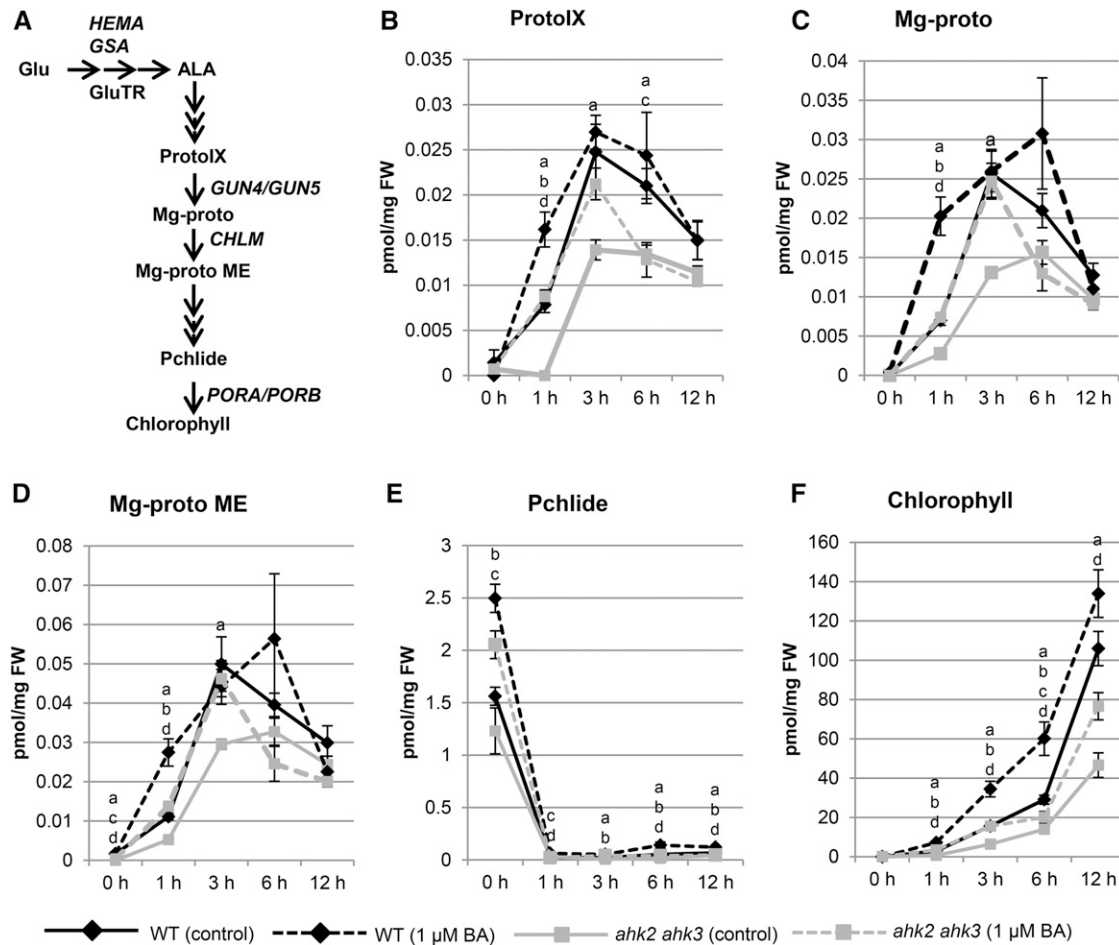 A
HEMA
GSA
Glu
ALA
GluTR
ProtoIX
GUN4/GUN5
Mg-proto
CHLM
Mg-proto ME
Pchlide
PORA/PORB
Chlorophyll
B
ProtoIX
pmol/mg FW
0.035
0.03
0.025
0.02
0.015
0.01
0.005
0
a
b
d
a
a
c
0 h 1 h 3 h 6 h 12 h
C
Mg-proto
pmol/mg FW
0.04
0.035
0.03
0.025
0.02
0.015
0.01
0.005
0
a
b
d
a
0 h 1 h 3 h 6 h 12 h
D
Mg-proto ME
pmol/mg FW
0.08
0.07
0.06
0.05
0.04
0.03
0.02
0.01
0
a
c
d
a
b
d
a
0 h 1 h 3 h 6 h 12 h
E
Pchlide
pmol/mg FW
3
2.5
2
1.5
1
0.5
0
b
c
c
d
a
b
a
b
d
a
b
d
0 h 1 h 3 h 6 h 12 h
F
Chlorophyll
pmol/mg FW
160
140
120
100
80
60
40
20
0
a
b
d
a
b
d
a
b
c
d
a
d
0 h 1 h 3 h 6 h 12 h
WT (control) WT (1 µM BA) ahk2 ahk3 (control) ahk2 ahk3 (1 µM BA)